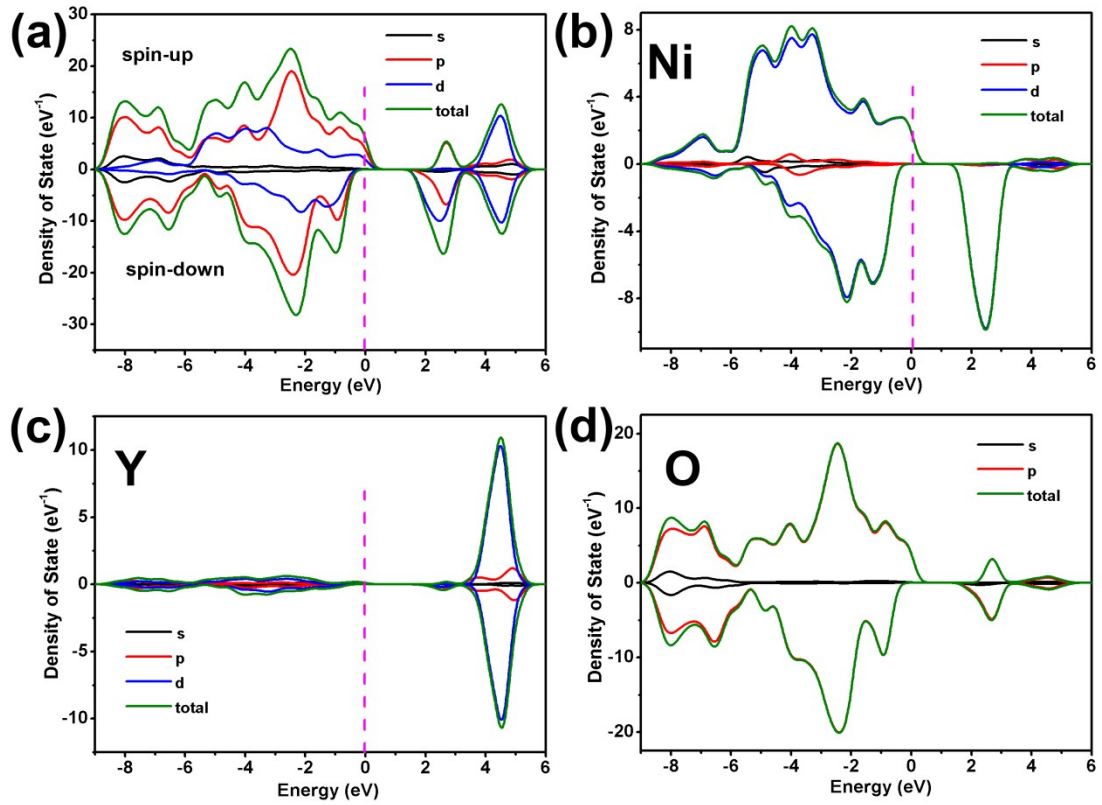 (a)
spin-up
spin-down
s
p
d
total
Density of State (eV⁻¹)
30
20
10
0
-10
-20
-30
-8 -6 -4 -2 0 2 4 6
Energy (eV)
(b)
Ni
s
p
d
total
Density of State (eV⁻¹)
8
4
0
-4
-8
-8 -6 -4 -2 0 2 4 6
Energy (eV)
(c)
Y
s
p
d
total
Density of State (eV⁻¹)
10
5
0
-5
-10
-8 -6 -4 -2 0 2 4 6
Energy (eV)
(d)
O
s
p
total
Density of State (eV⁻¹)
20
10
0
-10
-20
-8 -6 -4 -2 0 2 4 6
Energy (eV)